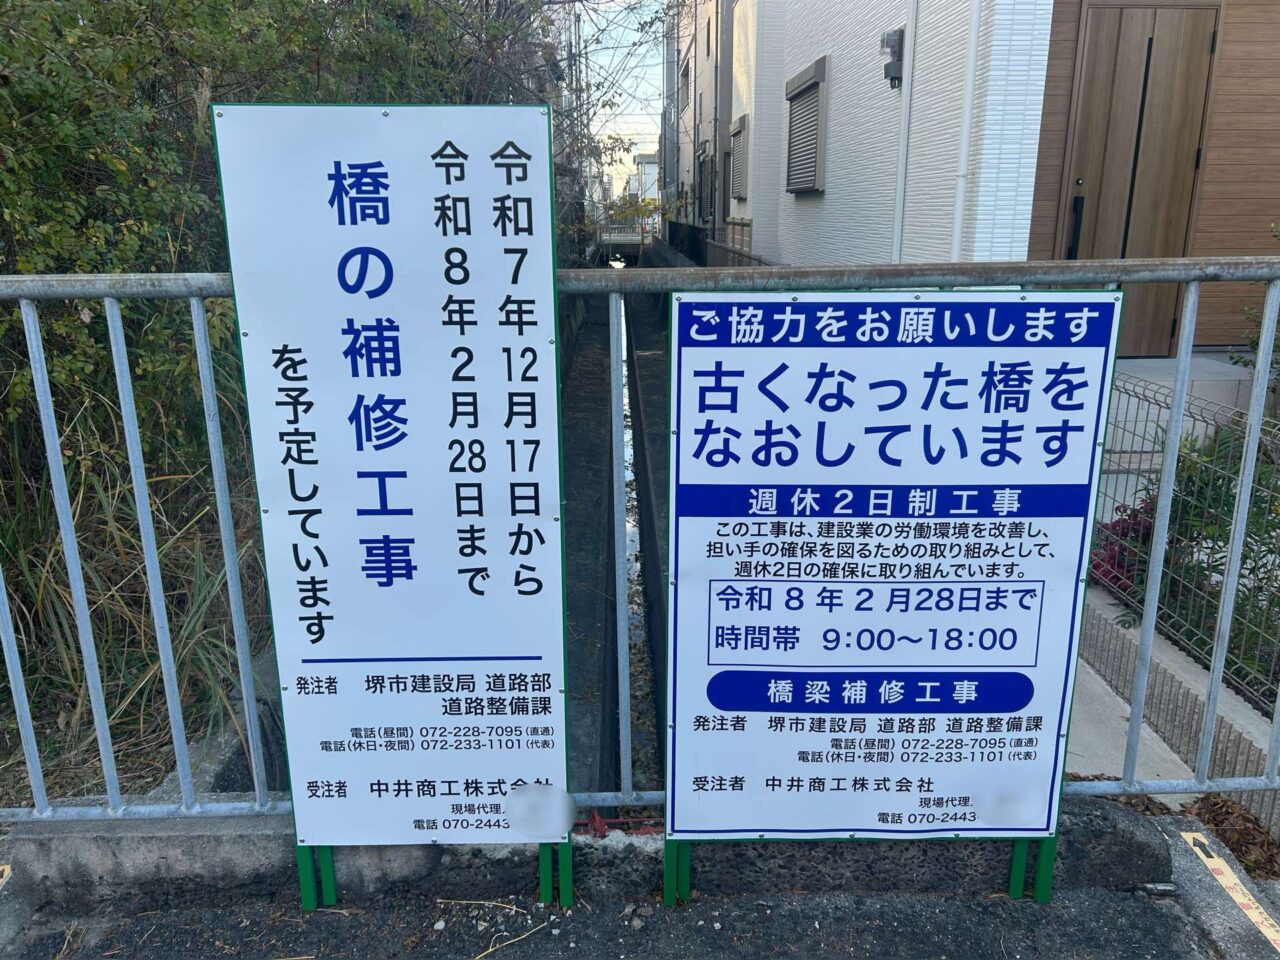 令和7年12月17日から
令和8年2月28日まで
橋の補修工事
を予定しています
発注者 堺市建設局 道路部
道路整備課
電話(昼間) 072-228-7095(直通)
電話(休日・夜間) 072-233-1101(代表)
受注者 中井商工株式会社
現場代理
電話 070-2443
ご協力をお願いします
古くなった橋を
なおしています
週休2日制工事
この工事は、建設業の労働環境を改善し、
担い手の確保を図るための取り組みとして、
週休2日の確保に取り組んでいます。
令和 8 年 2 月28日まで
時間帯 9:00〜18:00
橋梁補修工事
発注者 堺市建設局 道路部 道路整備課
電話(昼間) 072-228-7095(直通)
電話(休日・夜間) 072-233-1101(代表)
受注者 中井商工株式会社
現場代理
電話 070-2443